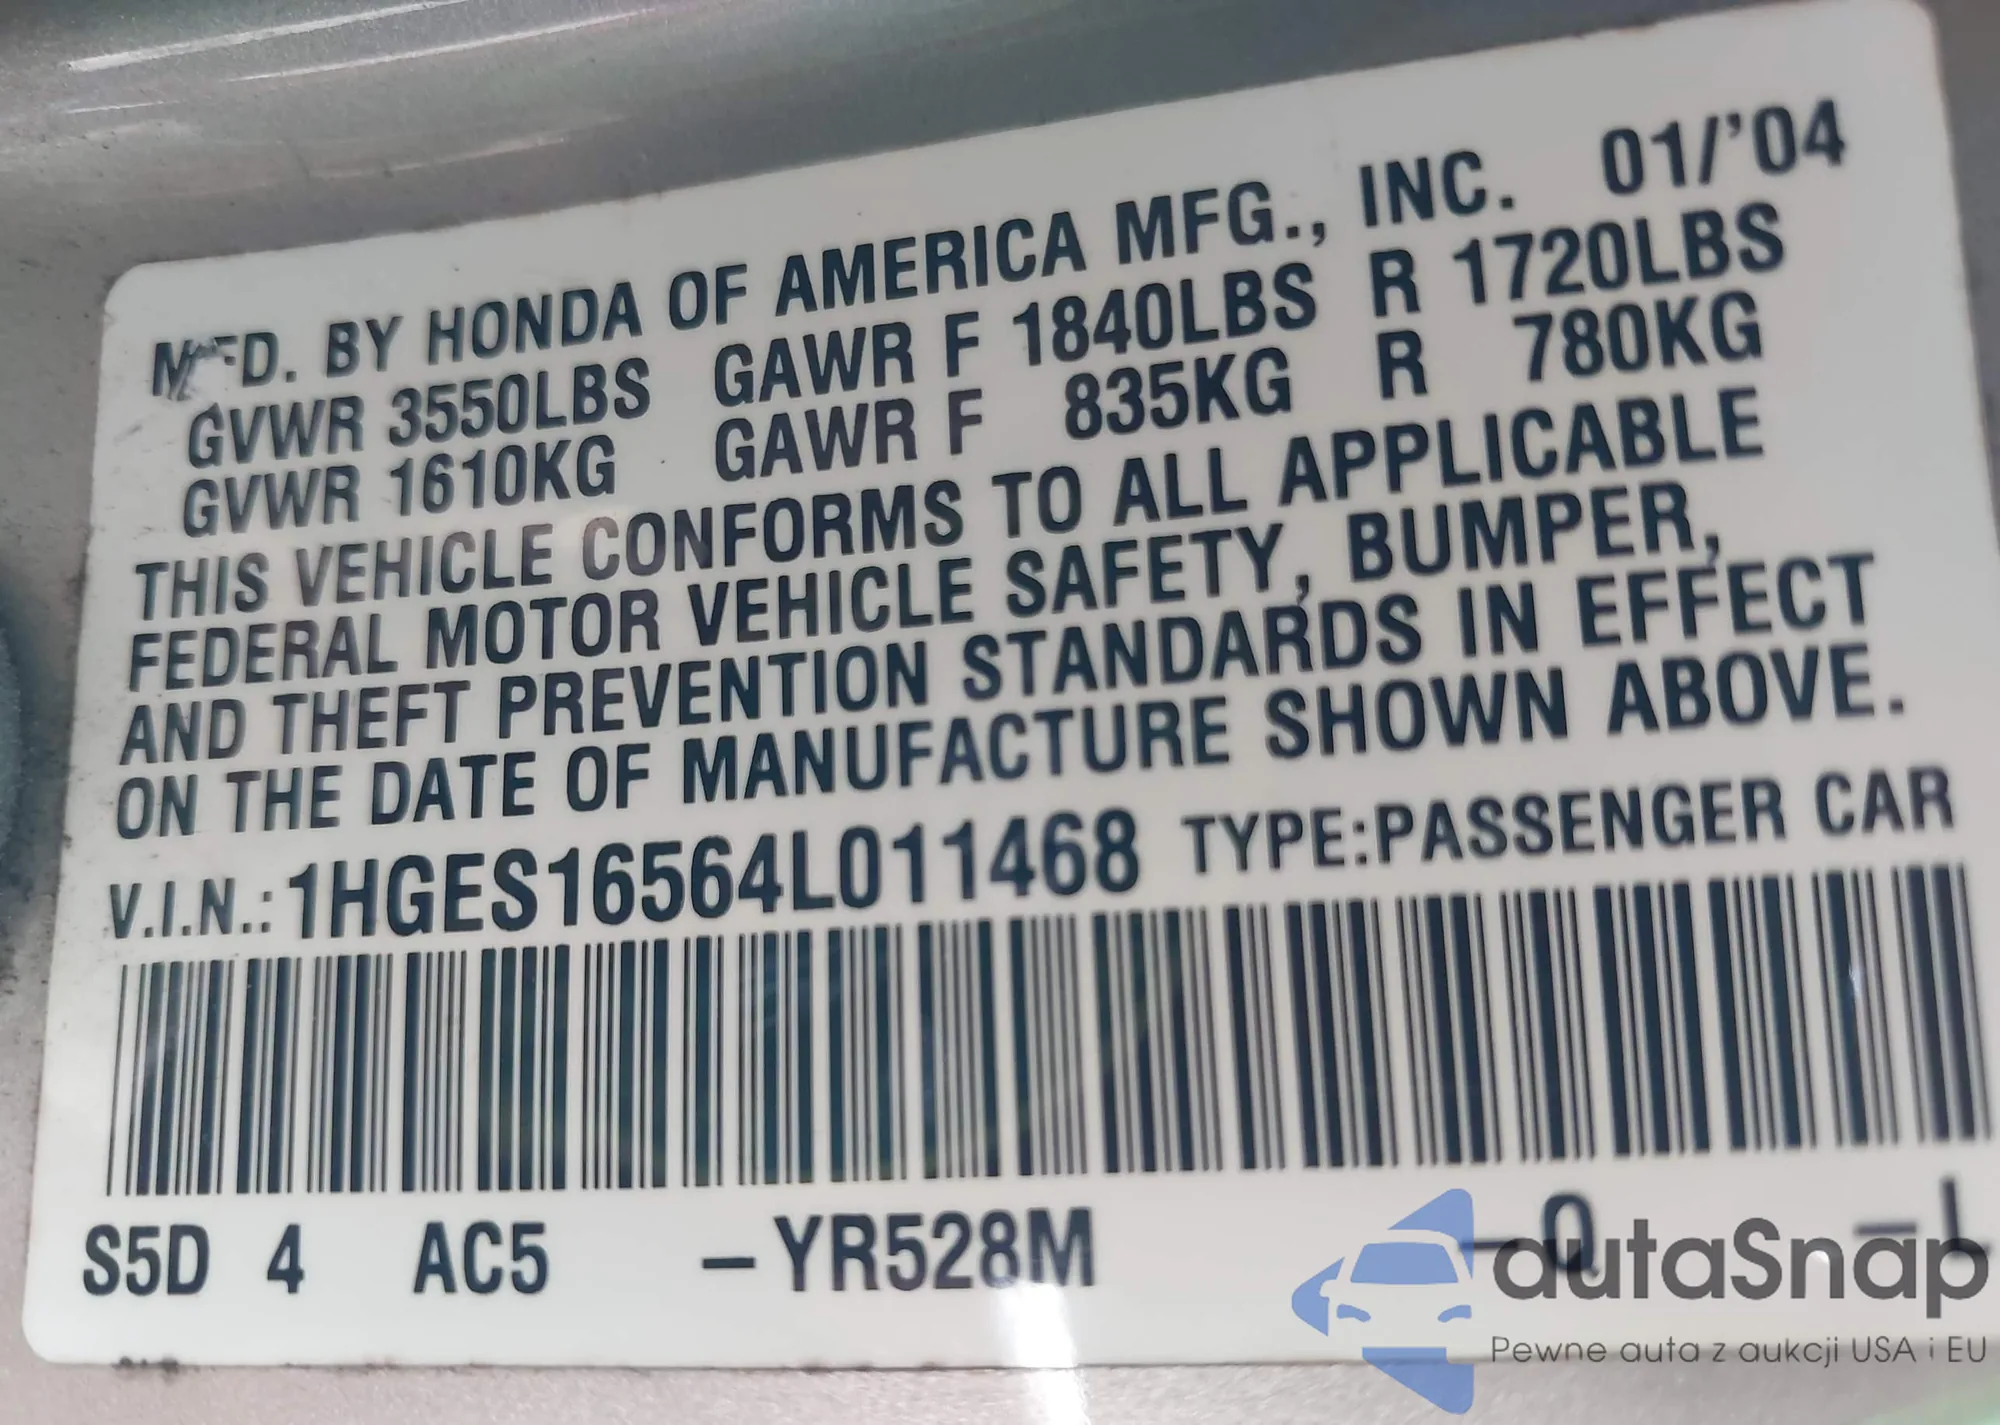 MFD. BY HONDA OF AMERICA MFG., INC. 01/'04
GVWR 3550LBS GAWR F 1840LBS R 1720LBS
GVWR 1610KG GAWR F 835KG R 780KG
THIS VEHICLE CONFORMS TO ALL APPLICABLE
FEDERAL MOTOR VEHICLE SAFETY, BUMPER,
AND THEFT PREVENTION STANDARDS IN EFFECT
ON THE DATE OF MANUFACTURE SHOWN ABOVE.
V.I.N.: 1HGES16564L011468 TYPE:PASSENGER CAR
S5D 4 AC5 –YR528M –Q –L
autaSnap
Pewne auta z aukcji USA i EU